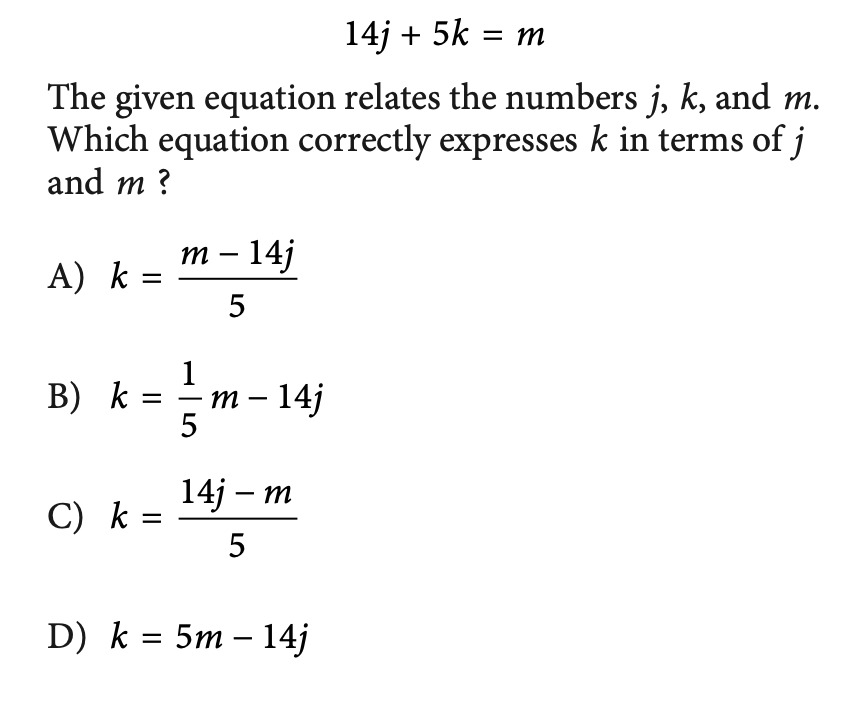 14j + 5k = m
The given equation relates the numbers j, k, and m.
Which equation correctly expresses k in terms of j
and m ?
A) k = \frac{m − 14j}{5}
B) k = \frac{1}{5} m − 14j
C) k = \frac{14j − m}{5}
D) k = 5m − 14j